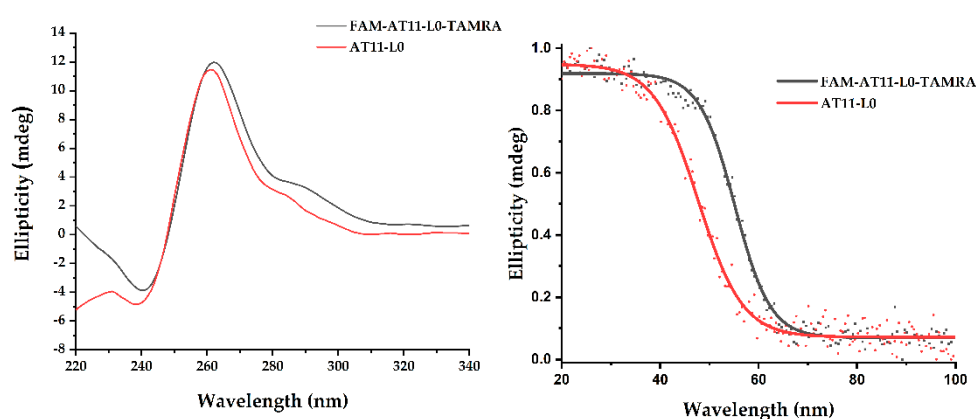 FAM-AT11-L0-TAMRA
AT11-L0
Ellipticity (mdeg)
14
12
10
8
6
4
2
0
-2
-4
-6
-8
220 240 260 280 300 320 340
Wavelength (nm)
FAM-AT11-L0-TAMRA
AT11-L0
Ellipticity (mdeg)
1.0
0.8
0.6
0.4
0.2
0.0
20 40 60 80 100
Wavelength (nm)